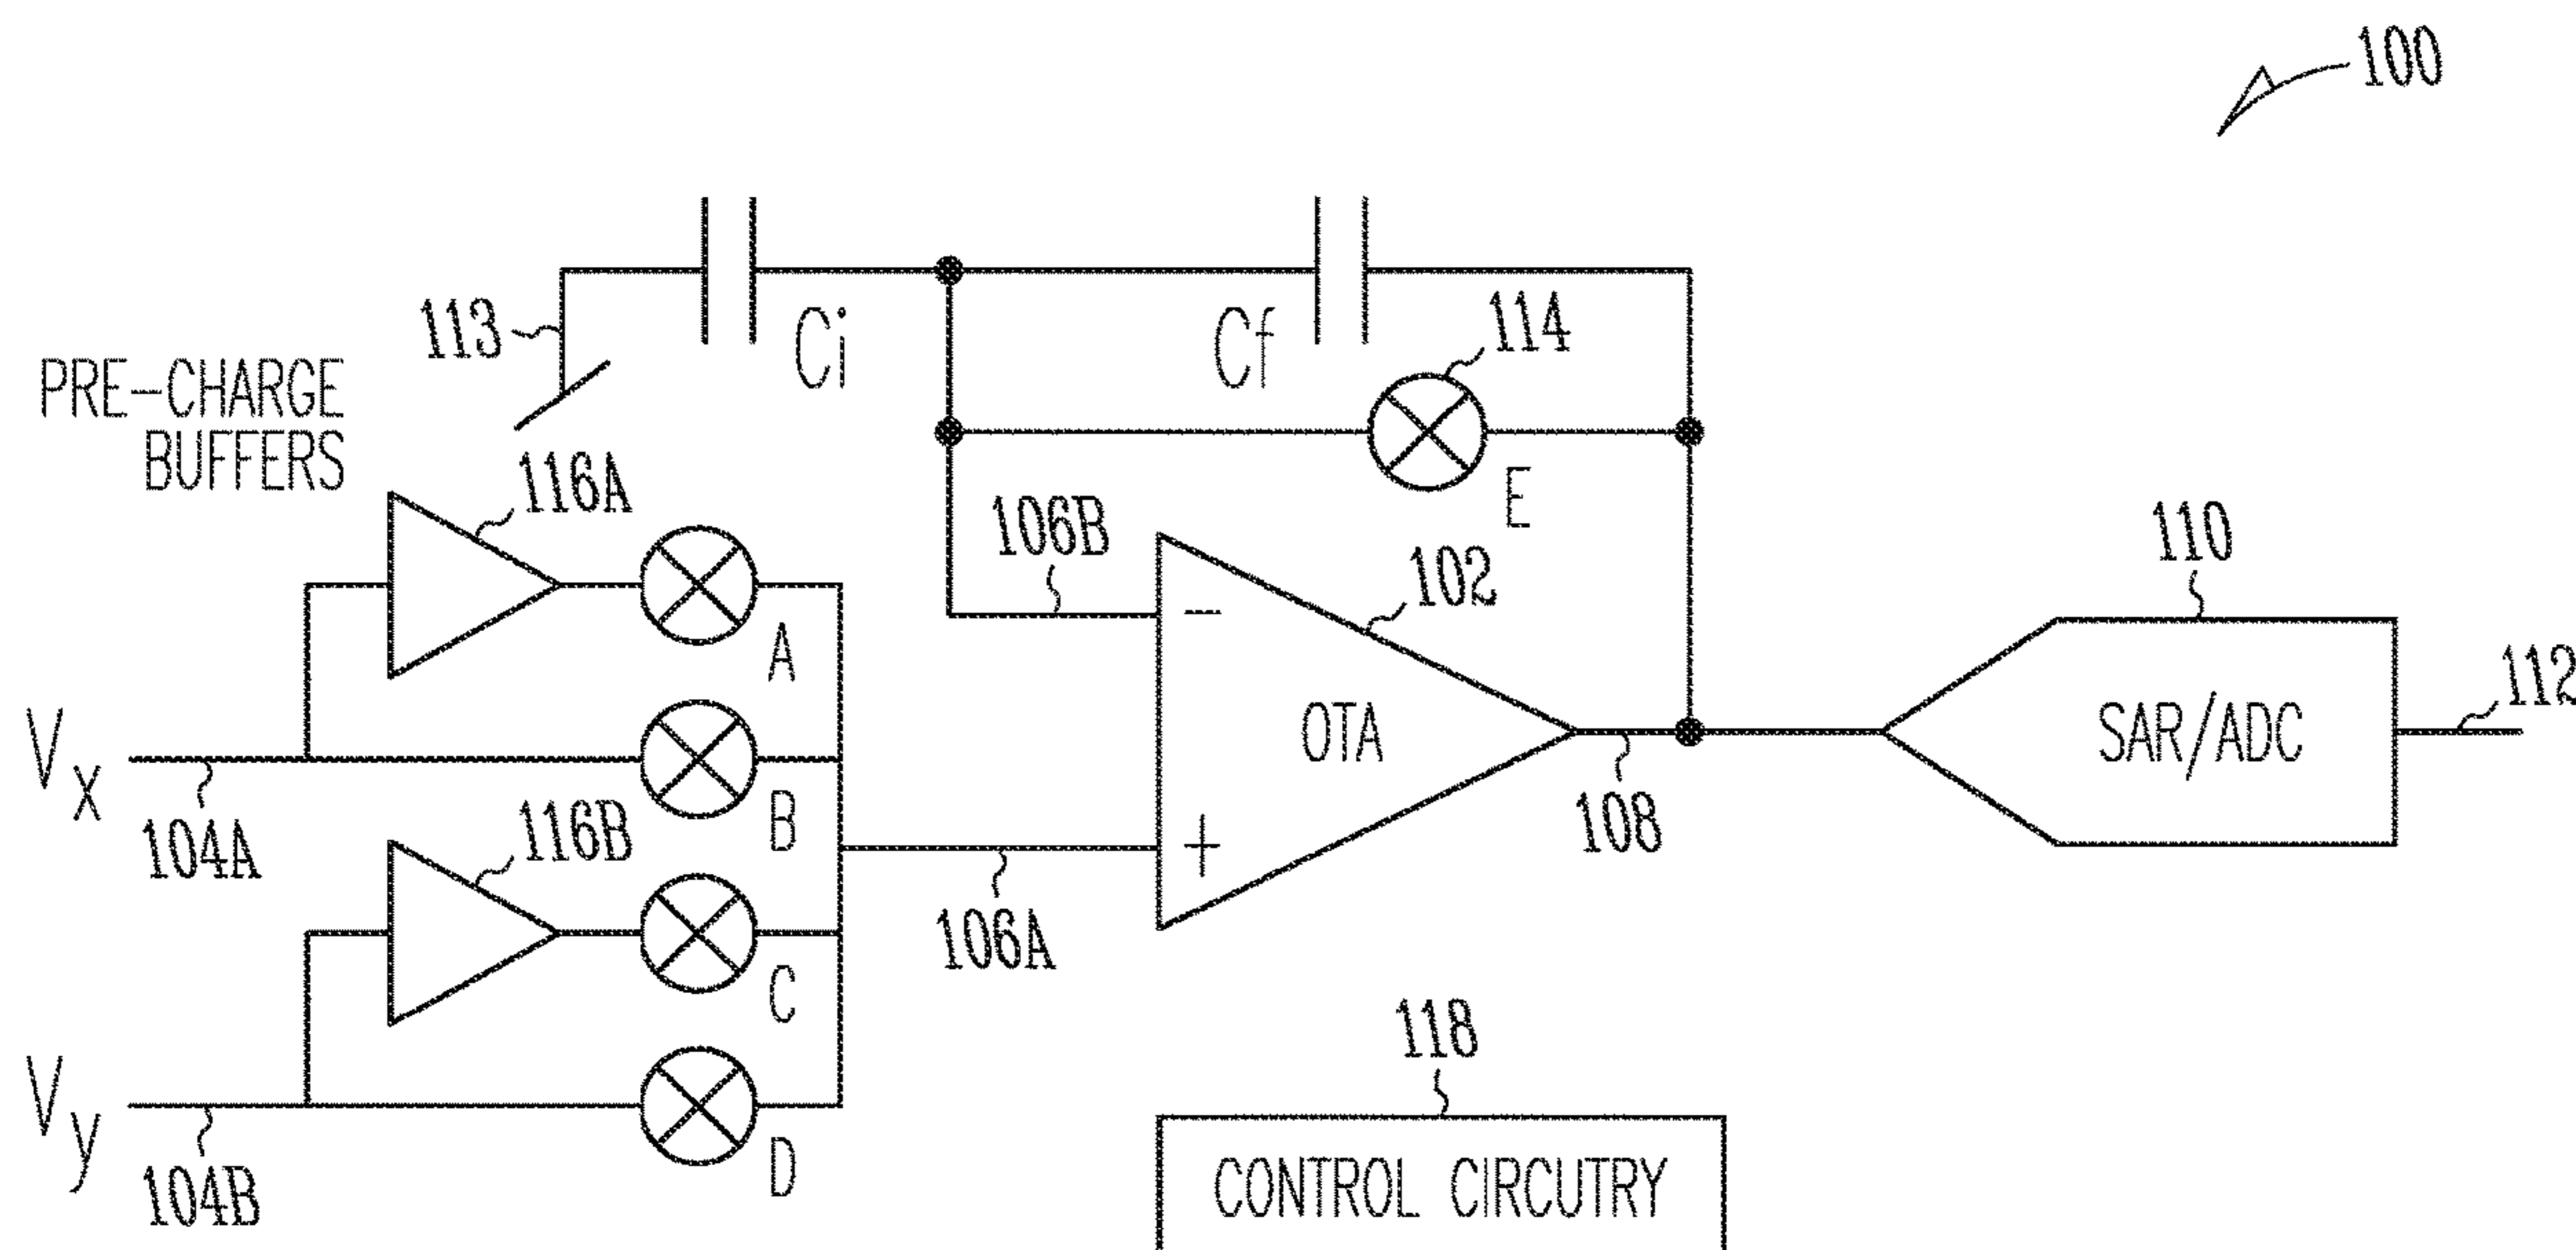 100
113
Ci
Cf
114
E
PRE-CHARGE
BUFFERS
116A
A
106B
102
110
-
OTA
+
SAR/ADC
112
Vx
104A
B
116B
106A
108
C
Vy
104B
D
118
CONTROL CIRCUTRY